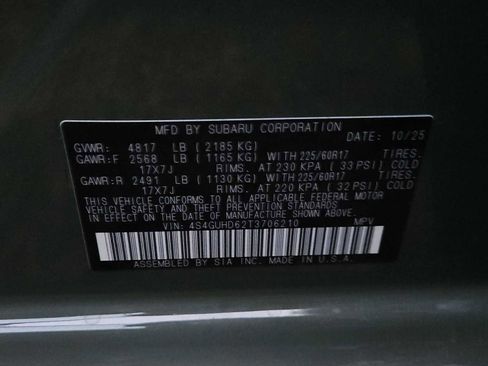 MFD BY SUBARU CORPORATION
DATE: 10/25
GVWR: 4817 LB (2185 KG)
GAWR:F 2568 LB (1165 KG) WITH 225/60R17 TIRES.
17X7J RIMS. AT 230 KPA (33 PSI) COLD
GAWR:R 2491 LB (1130 KG) WITH 225/60R17 TIRES.
17X7J RIMS. AT 220 KPA (32 PSI) COLD
THIS VEHICLE CONFORMS TO ALL APPLICABLE FEDERAL MOTOR
VEHICLE SAFETY AND THEFT PREVENTION STANDARDS IN EFFECT
ON THE DATE OF MANUFACTURE SHOWN ABOVE.
VIN: 4S4GUHD62T3706210 MPV
ASSEMBLED BY SIA INC. MADE IN U.S.A.